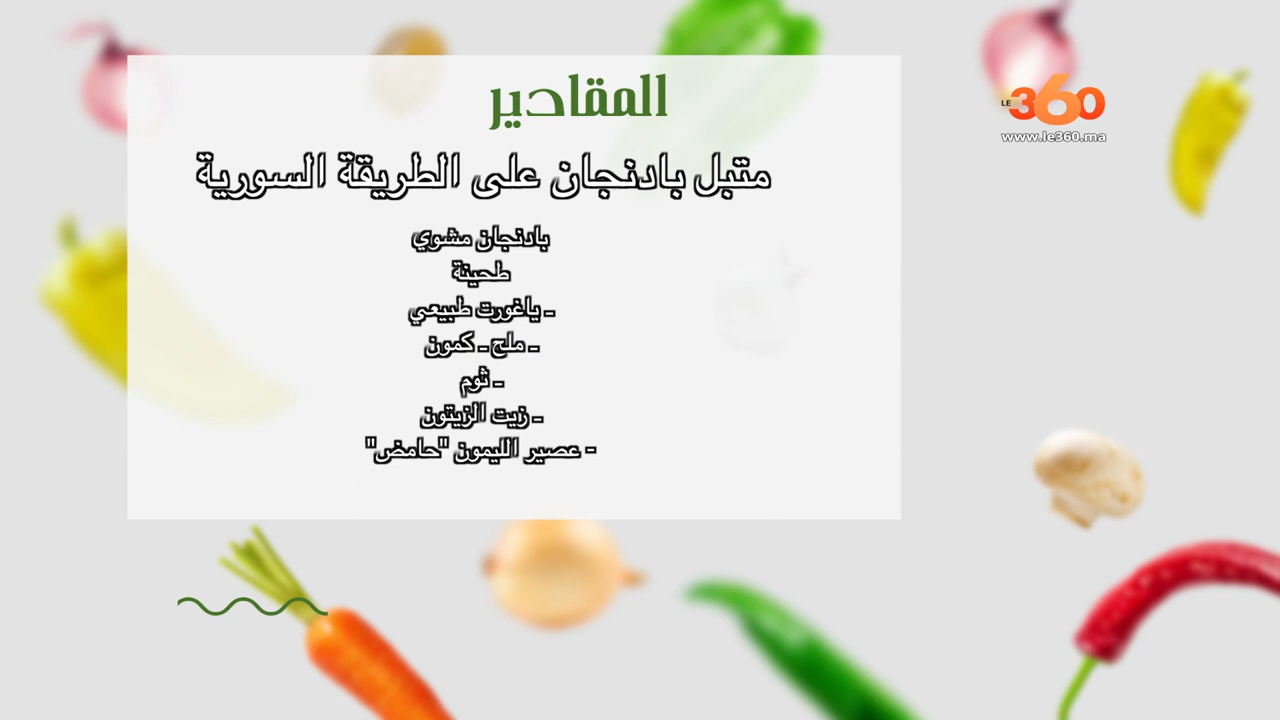 المقادير
متبل بادنجان على الطريقة السورية
بادنجان مشوي
طحينة
- ياغورت طبيعي
- ملح - كمون
- ثوم
- زيت الزيتون
- عصير الليمون "حامض"
LE 360
www.le360.ma